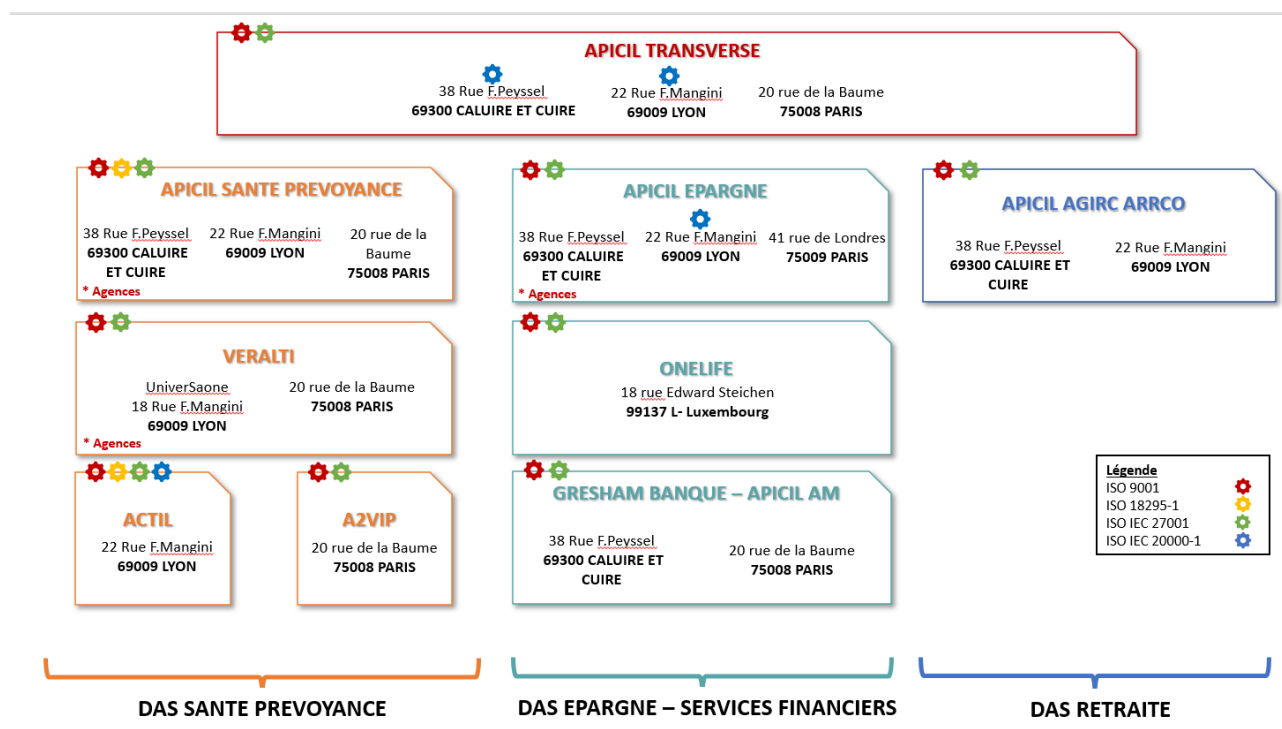 APICIL TRANSVERSE
38 Rue F.Peyssel
69300 CALUIRE ET CUIRE
22 Rue F.Mangini
69009 LYON
20 rue de la Baume
75008 PARIS
APICIL SANTE PREVOYANCE
38 Rue F.Peyssel
69300 CALUIRE
ET CUIRE
22 Rue F.Mangini
69009 LYON
20 rue de la
Baume
75008 PARIS
* Agences
APICIL EPARGNE
38 Rue F.Peyssel
69300 CALUIRE
ET CUIRE
22 Rue F.Mangini
69009 LYON
41 rue de Londres
75009 PARIS
* Agences
APICIL AGIRC ARRCO
38 Rue F.Peyssel
69300 CALUIRE ET
CUIRE
22 Rue F.Mangini
69009 LYON
VERALTI
UniverSaone
18 Rue F.Mangini
69009 LYON
20 rue de la Baume
75008 PARIS
* Agences
ONELIFE
18 rue Edward Steichen
99137 L- Luxembourg
ACTIL
22 Rue F.Mangini
69009 LYON
A2VIP
20 rue de la Baume
75008 PARIS
GRESHAM BANQUE – APICIL AM
38 Rue F.Peyssel
69300 CALUIRE ET
CUIRE
20 rue de la Baume
75008 PARIS
Légende
ISO 9001
ISO 18295-1
ISO IEC 27001
ISO IEC 20000-1
DAS SANTE PREVOYANCE
DAS EPARGNE – SERVICES FINANCIERS
DAS RETRAITE